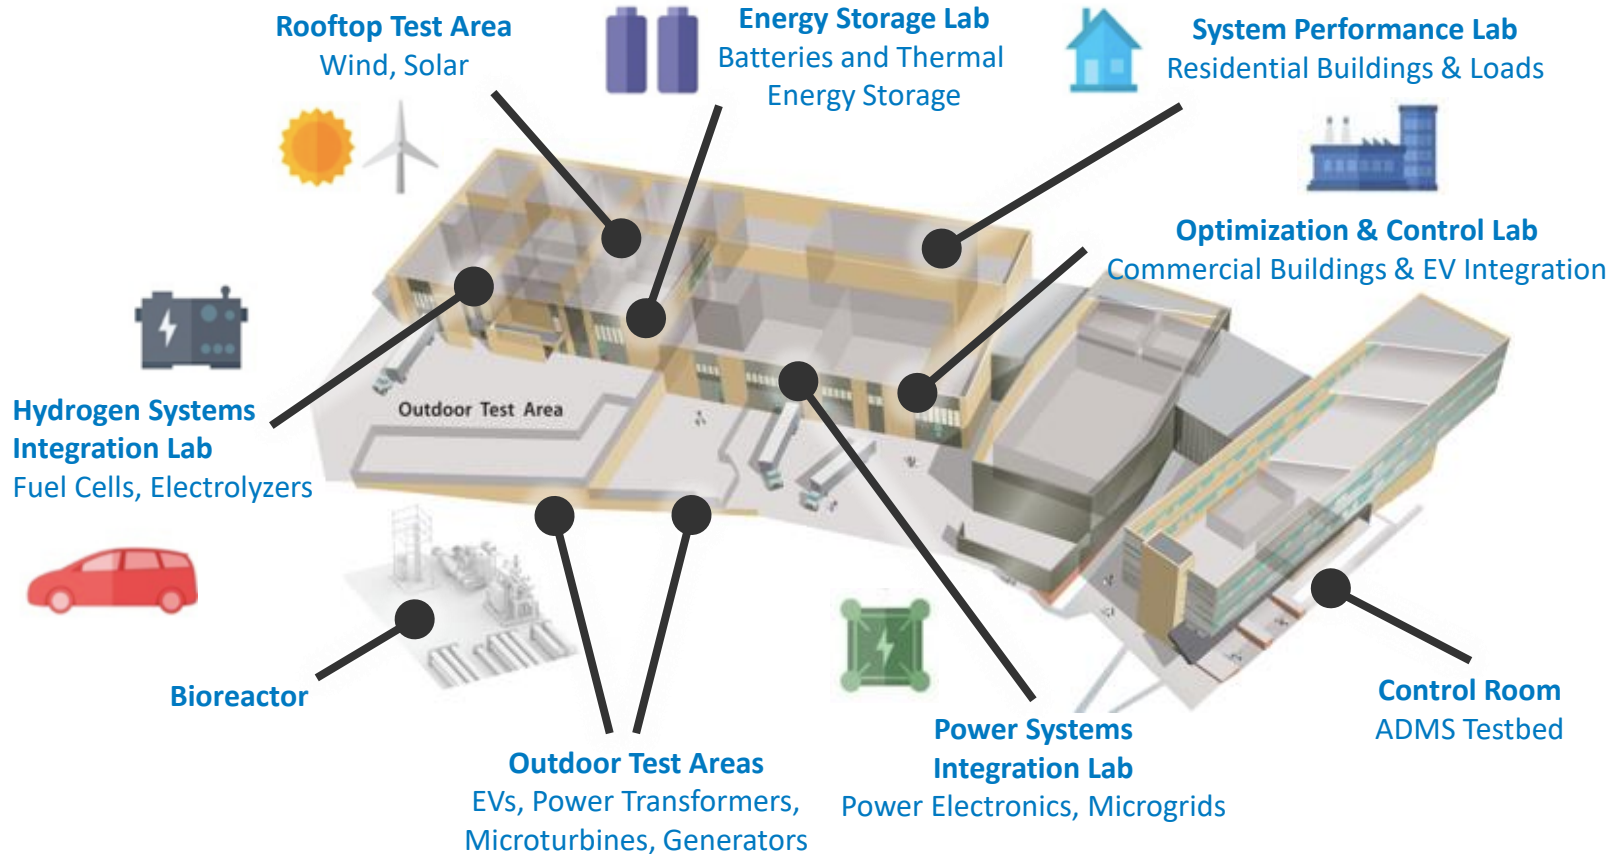 Rooftop Test Area
Wind, Solar
Energy Storage Lab
Batteries and Thermal
Energy Storage
System Performance Lab
Residential Buildings & Loads
Optimization & Control Lab
Commercial Buildings & EV Integration
Hydrogen Systems
Integration Lab
Fuel Cells, Electrolyzers
Outdoor Test Area
Bioreactor
Outdoor Test Areas
EVs, Power Transformers,
Microturbines, Generators
Power Systems
Integration Lab
Power Electronics, Microgrids
Control Room
ADMS Testbed